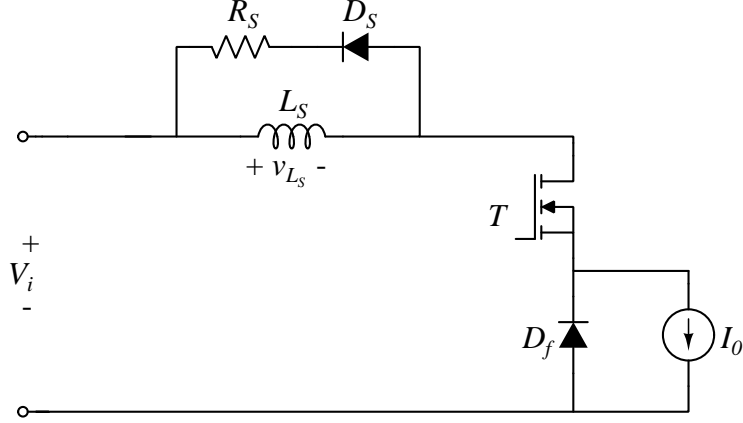 R_S D_S
L_S
+ v_{L_S} -
T
+
V_i
-
D_f I_0